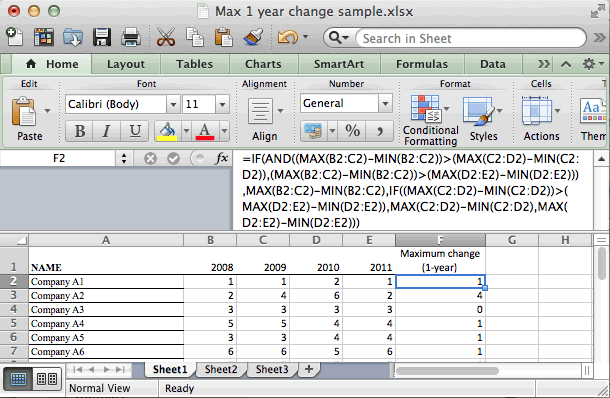 Max 1 year change sample.xlsx
Search in Sheet
Home Layout Tables Charts SmartArt Formulas Data
Edit Font Alignment Number Format Cells
Calibri (Body) 11 General
Paste B I U A Align % Conditional Formatting Styles Actions Aa Them
F2 fx =IF(AND((MAX(B2:C2)-MIN(B2:C2))>(MAX(C2:D2)-MIN(C2:
D2)),(MAX(B2:C2)-MIN(B2:C2))>(MAX(D2:E2)-MIN(D2:E2)))
,MAX(B2:C2)-MIN(B2:C2),IF((MAX(C2:D2)-MIN(C2:D2))>(
MAX(D2:E2)-MIN(D2:E2)),MAX(C2:D2)-MIN(C2:D2),MAX(
D2:E2)-MIN(D2:E2)))
A B C D E F G H
Maximum change
1 NAME 2008 2009 2010 2011 (1-year)
2 Company A1 1 1 2 1 1
3 Company A2 2 4 6 2 4
4 Company A3 3 3 3 3 0
5 Company A4 5 5 4 4 1
6 Company A5 3 3 4 4 1
7 Company A6 6 6 5 6 1
Sheet1 Sheet2 Sheet3 +
Normal View Ready